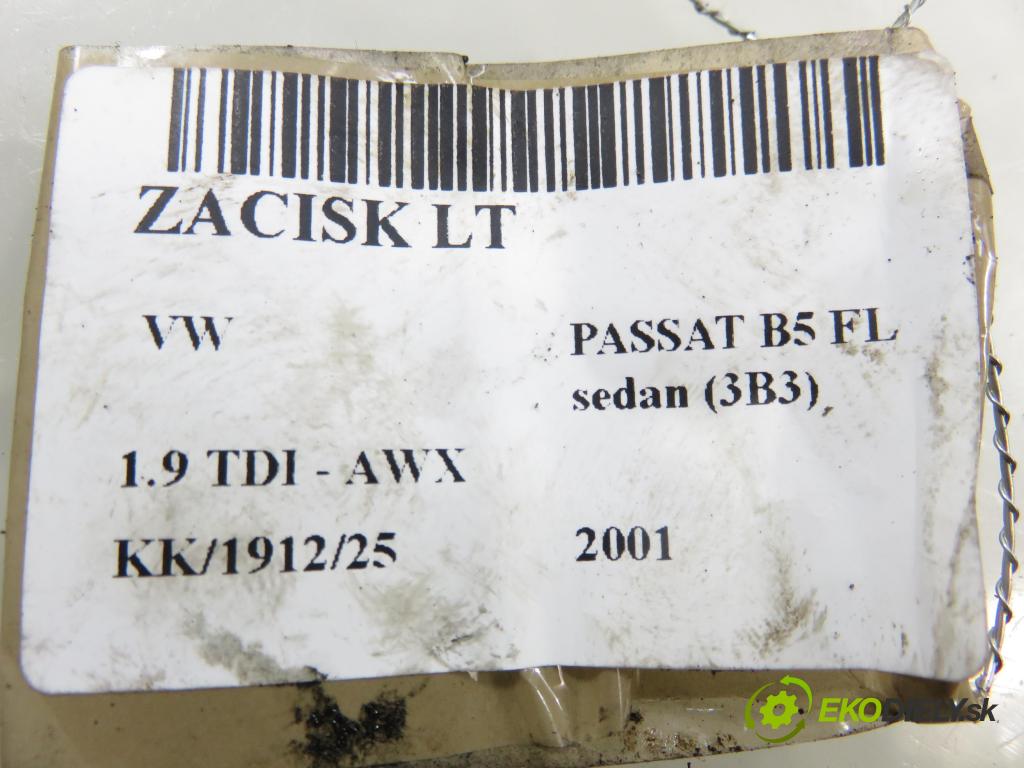 ZACISK LT
VW
PASSAT B5 FL
sedan (3B3)
1.9 TDI - AWX
KK/1912/25
2001
EKODIELY.sk